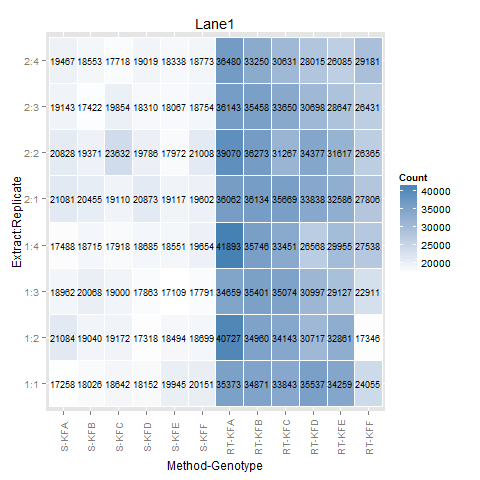 Lane1
2:4 19467 18553 17718 19019 18338 18773 36480 33250 30631 28015 26085 29181
2:3 19143 17422 19854 18310 18067 18754 36143 35458 33650 30698 28647 26431
2:2 20828 19371 23632 19786 17972 21008 39070 36273 31267 34377 31617 26365
2:1 21081 20455 19110 20873 19117 19602 36062 36134 35669 33838 32586 27806
1:4 17488 18715 17918 18685 18551 19654 41893 35746 33451 26568 29955 27538
1:3 18962 20068 19000 17863 17109 17791 34659 35401 35074 30997 29127 22911
1:2 21084 19040 19172 17318 18494 18699 40727 34960 34143 30717 32861 17346
1:1 17258 18026 18642 18152 19945 20151 35373 34871 33843 35537 34259 24055
S-KFA S-KFB S-KFC S-KFD S-KFE S-KFF RT-KFA RT-KFB RT-KFC RT-KFD RT-KFE RT-KFF
Method-Genotype
Extract:Replicate
Count
40000
35000
30000
25000
20000